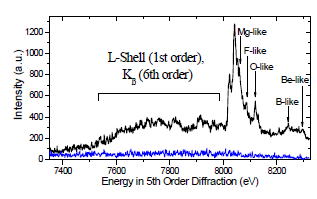 1200
1000
800
600
400
200
0
Intensity (a.u.)
L-Shell (1st order),
Kβ (6th order)
Mg-like
F-like
O-like
Be-like
B-like
7400 7600 7800 8000 8200
Energy in 5th Order Diffraction (eV)